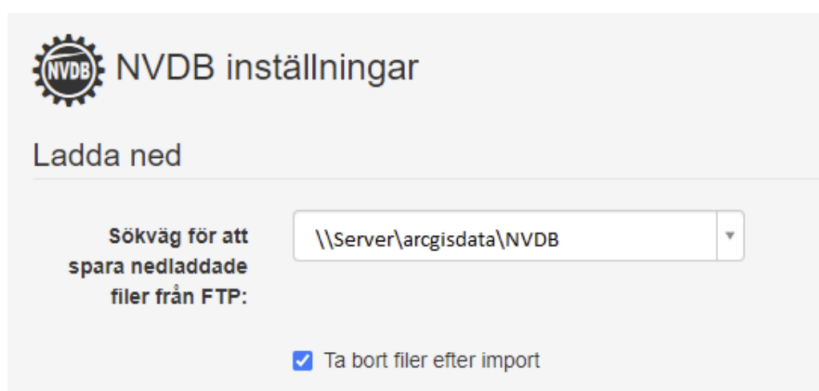 NVDB
NVDB inställningar
Ladda ned
Sökväg för att
spara nedladdade
filer från FTP:
\\Server\arcgisdata\NVDB
Ta bort filer efter import